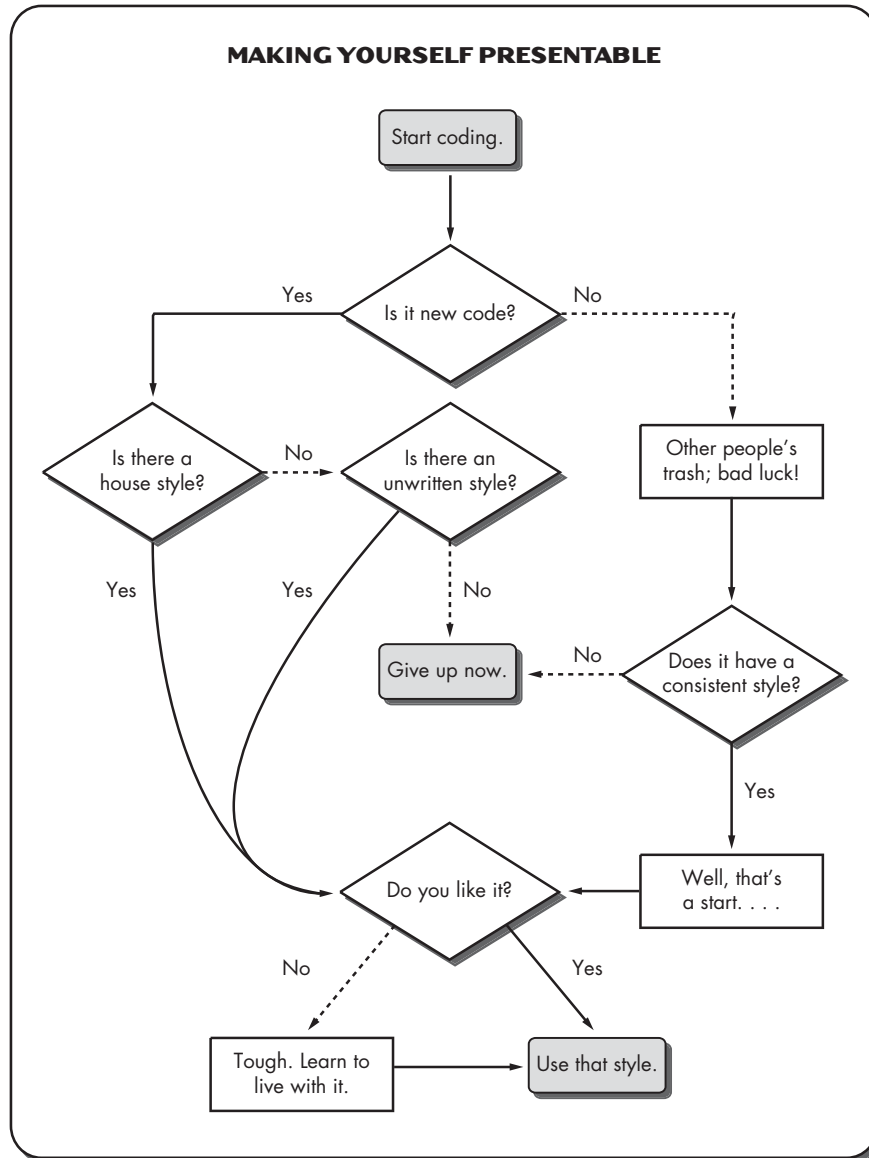 MAKING YOURSELF PRESENTABLE
Start coding.
Is it new code?
Yes
No
Is there a
house style?
No
Is there an
unwritten style?
Other people's
trash; bad luck!
Yes
Yes
No
Give up now.
No
Does it have a
consistent style?
Yes
Do you like it?
Well, that's
a start. . . .
No
Yes
Tough. Learn to
live with it.
Use that style.